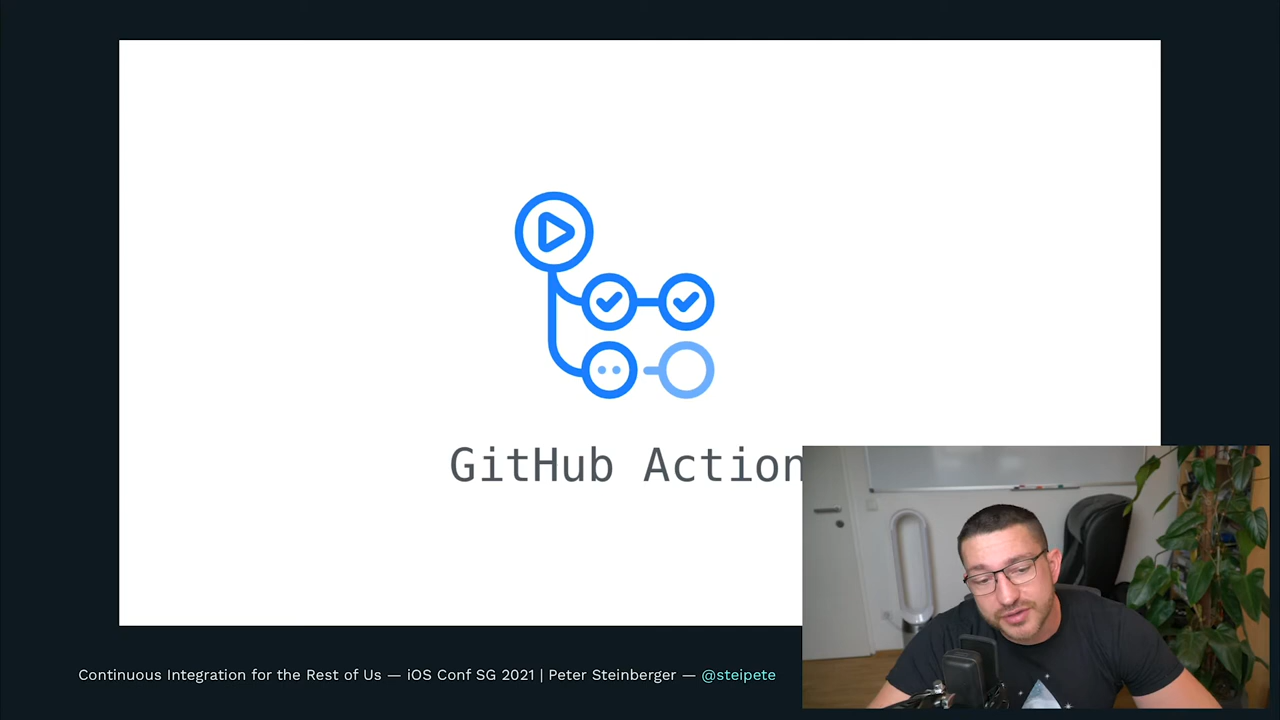 GitHub Action
Continuous Integration for the Rest of Us — iOS Conf SG 2021 | Peter Steinberger — @steipete